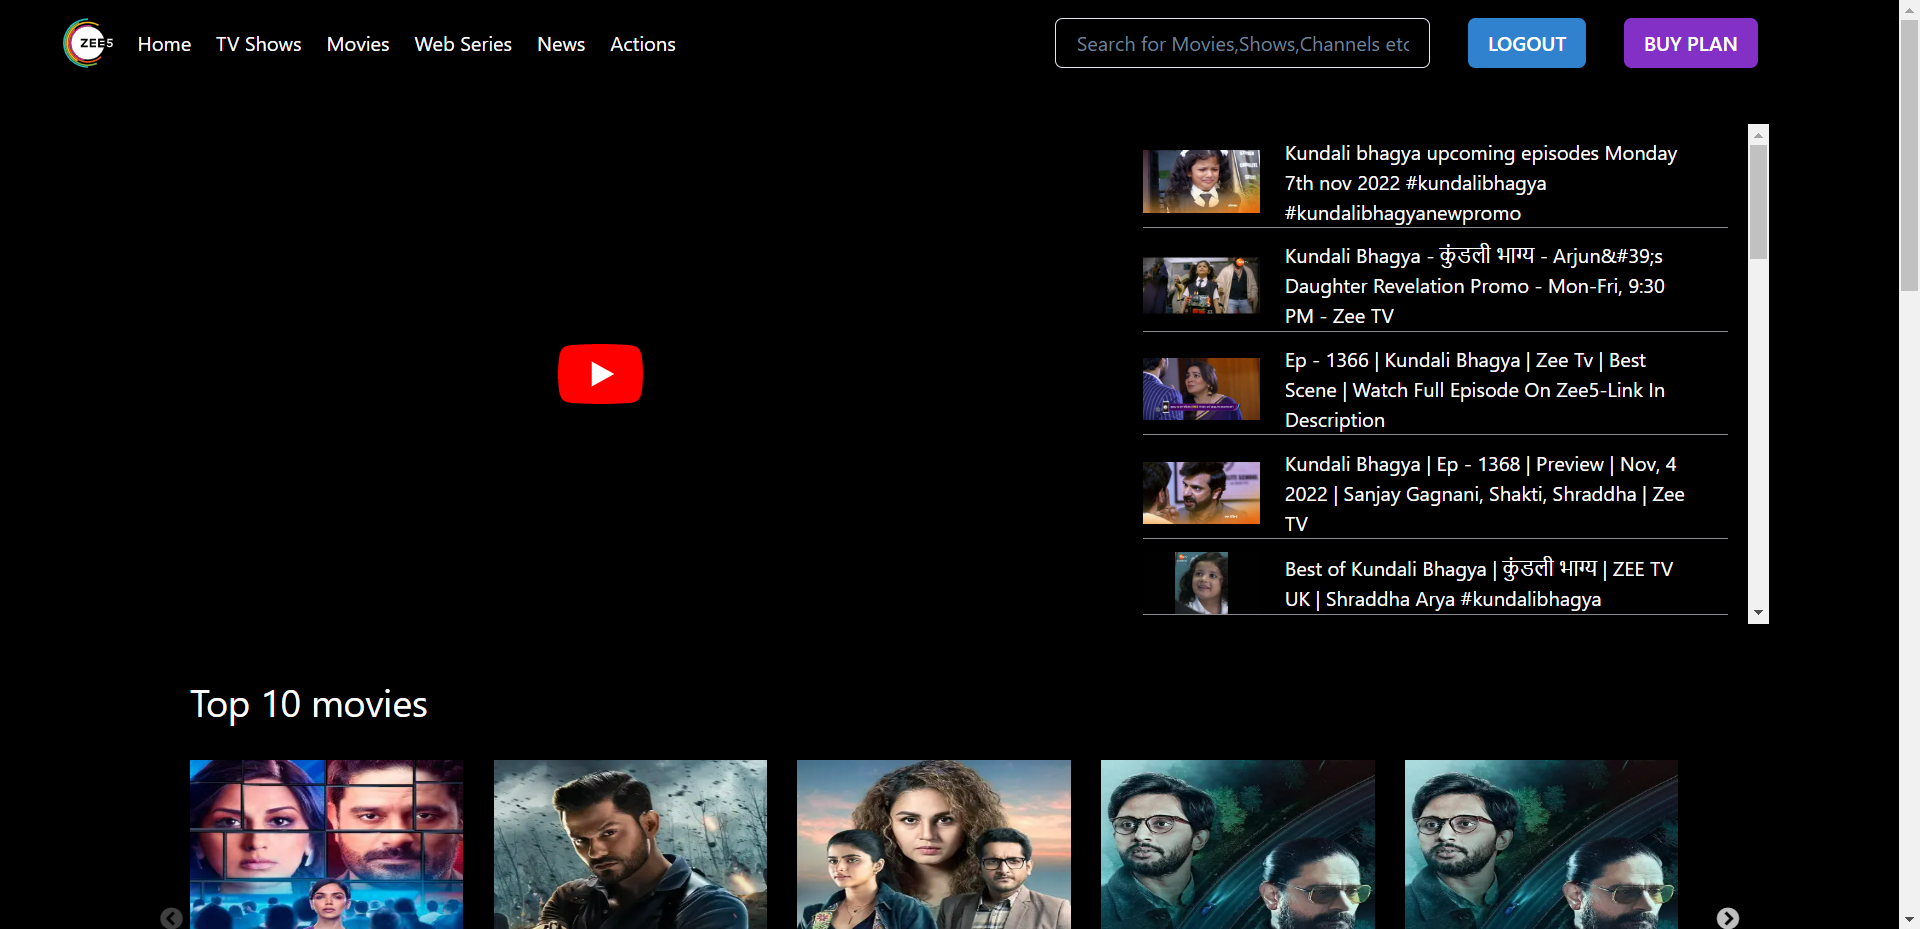 ZEE5
Home TV Shows Movies Web Series News Actions
Search for Movies,Shows,Channels etc
LOGOUT
BUY PLAN
Kundali bhagya upcoming episodes Monday
7th nov 2022 #kundalibhagya
#kundalibhagyanewpromo
Kundali Bhagya - कुंडली भाग्य - Arjun&#39;s
Daughter Revelation Promo - Mon-Fri, 9:30
PM - Zee TV
Ep - 1366 | Kundali Bhagya | Zee Tv | Best
Scene | Watch Full Episode On Zee5-Link In
Description
Kundali Bhagya | Ep - 1368 | Preview | Nov, 4
2022 | Sanjay Gagnani, Shakti, Shraddha | Zee
TV
Best of Kundali Bhagya | कुंडली भाग्य | ZEE TV
UK | Shraddha Arya #kundalibhagya
Top 10 movies